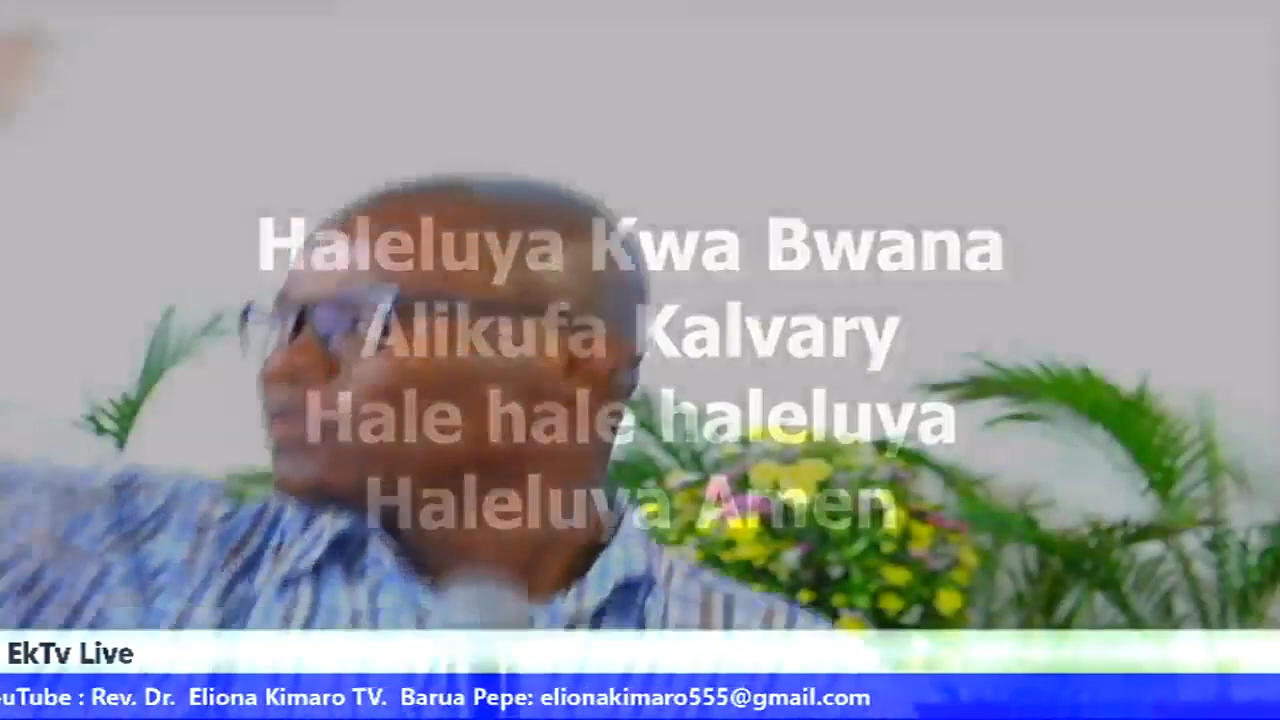 Haleluya Kwa Bwana
Alikufa Kalvary
Hale hale haleluya
Haleluya Amen
EkTv Live
uTube : Rev. Dr. Eliona Kimaro TV. Barua Pepe: elionakimaro555@gmail.com